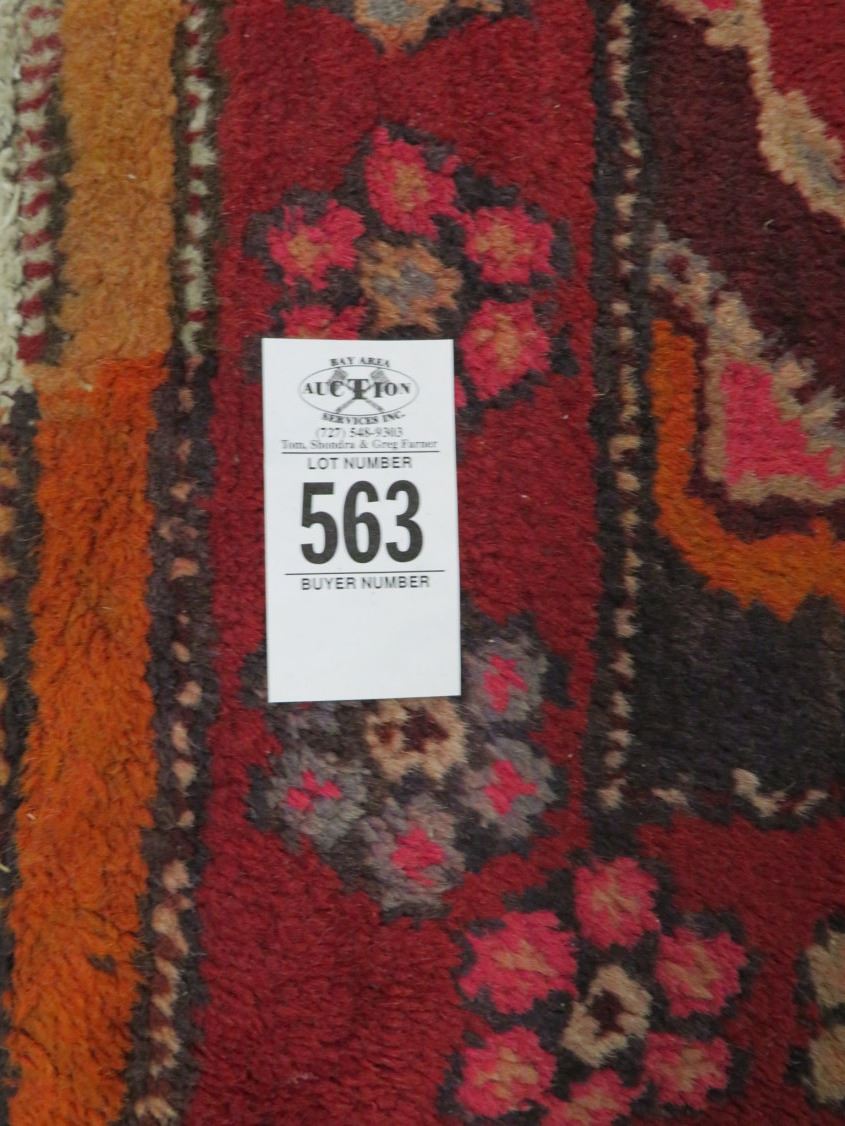 BAY AREA
AUCTION
SERVICES INC.
(727) 548-9303
Tom, Shondra & Greg Farner
LOT NUMBER
563
BUYER NUMBER